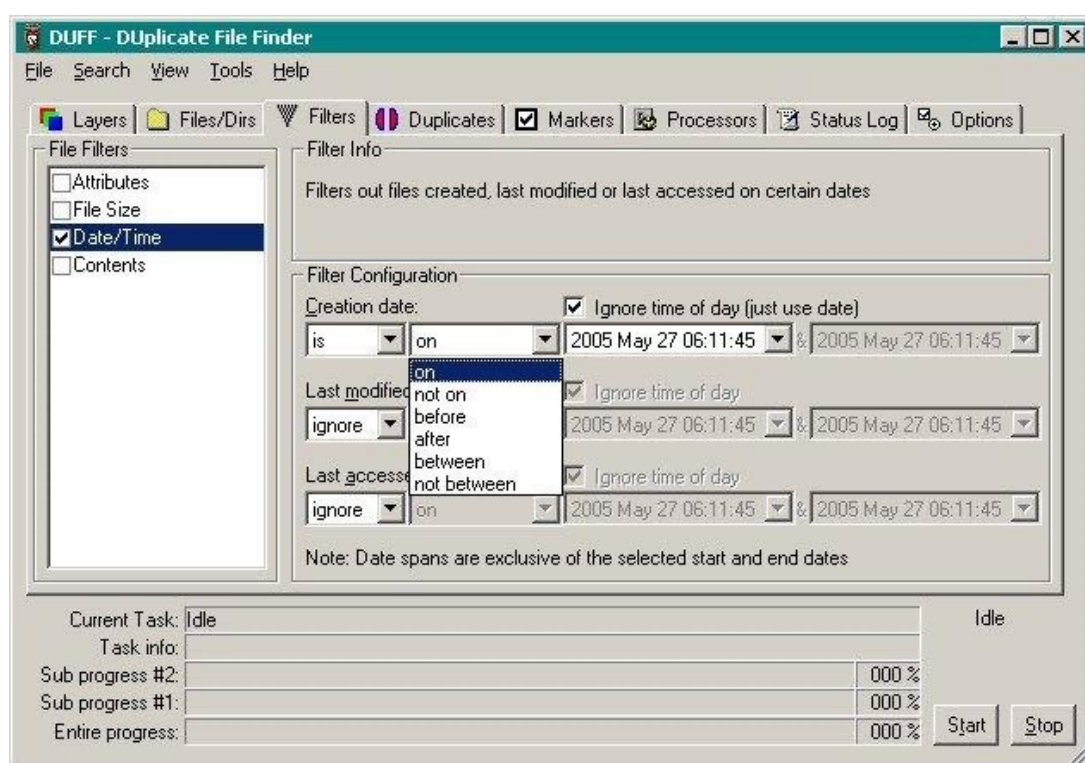 DUFF - DUplicate File Finder
File Search View Tools Help
Layers Files/Dirs Filters Duplicates Markers Processors Status Log Options
File Filters
Attributes
File Size
Date/Time
Contents
Filter Info
Filters out files created, last modified or last accessed on certain dates
Filter Configuration
Creation date: Ignore time of day (just use date)
is on 2005 May 27 06:11:45 & 2005 May 27 06:11:45
on
not on
before
after
between
not between
Last modified Ignore time of day
ignore 2005 May 27 06:11:45 & 2005 May 27 06:11:45
Last accesse Ignore time of day
ignore on 2005 May 27 06:11:45 & 2005 May 27 06:11:45
Note: Date spans are exclusive of the selected start and end dates
Current Task: Idle Idle
Task info:
Sub progress #2: 000 %
Sub progress #1: 000 %
Entire progress: 000 %
Start Stop